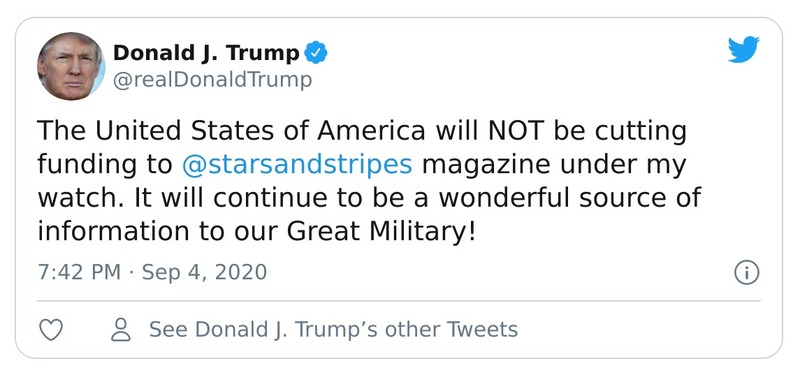 Donald J. Trump
@realDonaldTrump
The United States of America will NOT be cutting
funding to @starsandstripes magazine under my
watch. It will continue to be a wonderful source of
information to our Great Military!
7:42 PM · Sep 4, 2020
See Donald J. Trump’s other Tweets